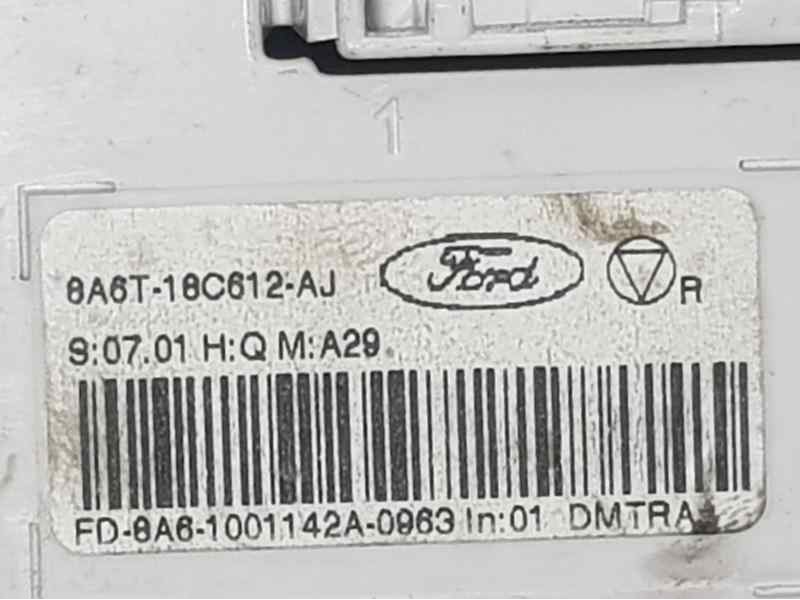 1
8A6T-18C612-AJ Ford R
S:07.01 H:Q M:A29
FD-8A6-1001142A-0963 In:01 DMTRA